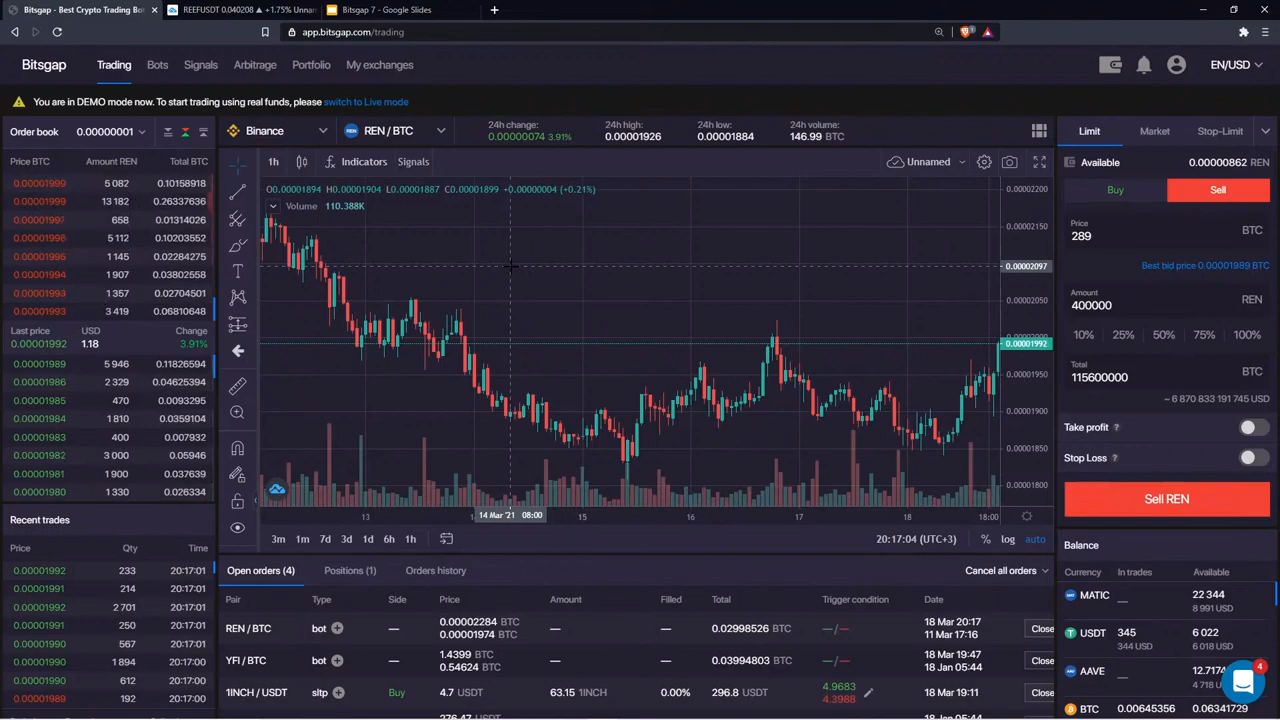 Bitsgap - Best Crypto Trading Bot
REEFUSDT 0.040208 ▲ +1.75% Unnam
Bitsgap 7 - Google Slides
app.bitsgap.com/trading
1
Bitsgap
Trading
Bots
Signals
Arbitrage
Portfolio
My exchanges
EN/USD
You are in DEMO mode now. To start trading using real funds, please switch to Live mode
Order book 0.00000001
Price BTC Amount REN Total BTC
0.00001999 5 082 0.10158918
0.00001999 13 182 0.26337636
658 0.01314026
5 112 0.10203552
1 145 0.02284275
0.00001994 1 907 0.03802558
0.00001993 1 357 0.02704501
0.00001993 3 419 0.06810648
Last price USD Change
0.00001992 1.18 3.91%
0.00001989 5 946 0.11826594
0.00001986 2 329 0.04625394
0.00001985 470 0.0093295
0.00001984 1 810 0.0359104
0.00001983 400 0.007932
0.00001982 3 000 0.05946
0.00001981 1 900 0.037639
0.00001980 1 330 0.026334
Recent trades
Price Qty Time
0.00001992 233 20:17:01
0.00001991 214 20:17:01
0.00001992 2 701 20:17:01
0.00001991 250 20:17:01
0.00001990 567 20:17:01
0.00001990 1 894 20:17:00
0.00001990 612 20:17:00
0.00001989 192 20:17:00
Binance
REN / BTC
24h change:
0.00000074 3.91%
24h high:
0.00001926
24h low:
0.00001884
24h volume:
146.99 BTC
1h
Indicators
Signals
Unnamed
O0.00001894 H0.00001904 L0.00001887 C0.00001899 +0.00000004 (+0.21%)
Volume 110.388K
0.00002200
0.00002150
0.00002097
0.00002050
0.00001992
0.00001950
0.00001900
0.00001850
0.00001800
13
14 Mar '21 08:00
15
16
17
18
18:00
3m 1m 7d 3d 1d 6h 1h
20:17:04 (UTC+3)
% log auto
Open orders (4)
Positions (1)
Orders history
Cancel all orders
Pair Type Side Price Amount Filled Total Trigger condition Date
REN / BTC bot — 0.00002284 BTC — — 0.02998526 BTC —/— 18 Mar 20:17 Close
0.00001974 BTC 11 Mar 17:16
YFI / BTC bot — 1.4399 BTC — — 0.03994803 BTC —/— 18 Mar 19:47 Close
0.54624 BTC 18 Jan 05:44
1INCH / USDT sltp Buy 4.7 USDT 63.15 1INCH 0.00% 296.8 USDT 4.9683 18 Mar 19:11 Close
4.3988
276.47 18 Jan 05:44
Limit
Market
Stop-Limit
Available 0.00000862 REN
Buy
Sell
Price
289 BTC
Best bid price 0.00001989 BTC
Amount
400000 REN
10% 25% 50% 75% 100%
Total
115600000 BTC
~ 6 870 833 191 745 USD
Take profit ?
Stop Loss ?
Sell REN
Balance
Currency In trades Available
MATIC — 22 344
8 991 USD
USDT 345 6 022
344 USD 6 018 USD
AAVE — 12.7174
4 718 USD
BTC 0.00645356 0.06341729
4